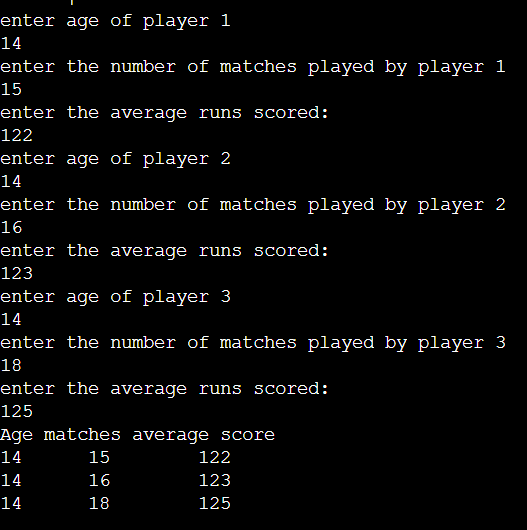 enter age of player 1
14
enter the number of matches played by player 1
15
enter the average runs scored:
122
enter age of player 2
14
enter the number of matches played by player 2
16
enter the average runs scored:
123
enter age of player 3
14
enter the number of matches played by player 3
18
enter the average runs scored:
125
Age matches average score
14      15        122
14      16        123
14      18        125